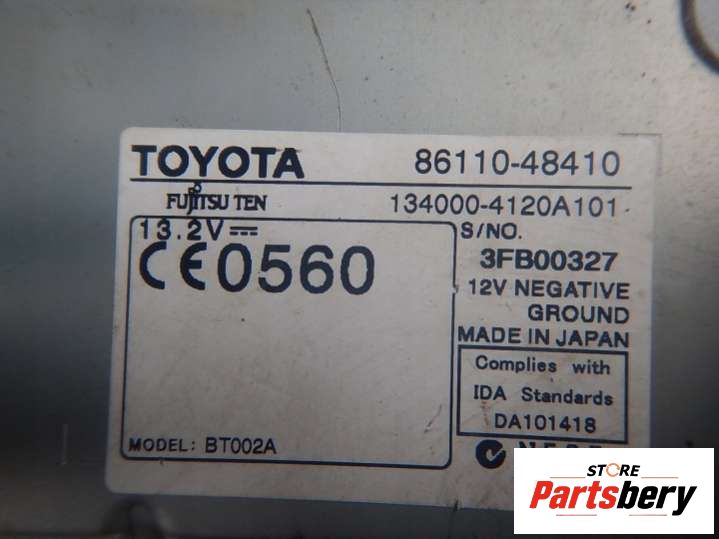 TOYOTA 86110-48410
FUJITSU TEN 134000-4120A101
13.2V S/NO.
CE0560 3FB00327
12V NEGATIVE
GROUND
MADE IN JAPAN
Complies with
IDA Standards
DA101418
MODEL: BT002A
STORE
Partsbery